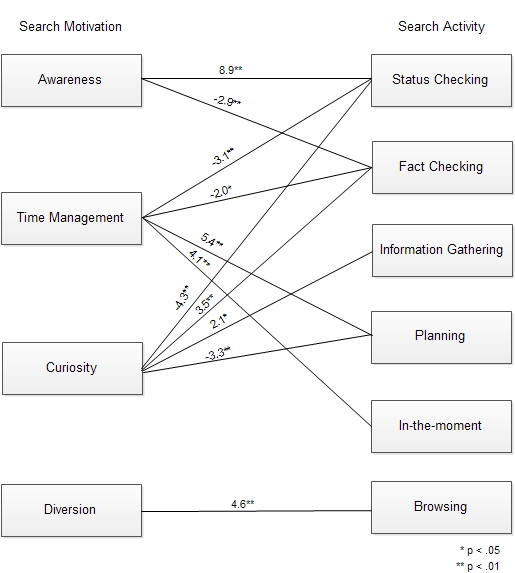 Search Motivation
Search Activity
Awareness
8.9**
Status Checking
-2.9**
-3.1**
Fact Checking
-2.0*
Time Management
5.4**
4.1**
Information Gathering
-4.3**
3.5**
2.1*
Planning
-3.3**
Curiosity
In-the-moment
Diversion
4.6**
Browsing
* p < .05
** p < .01